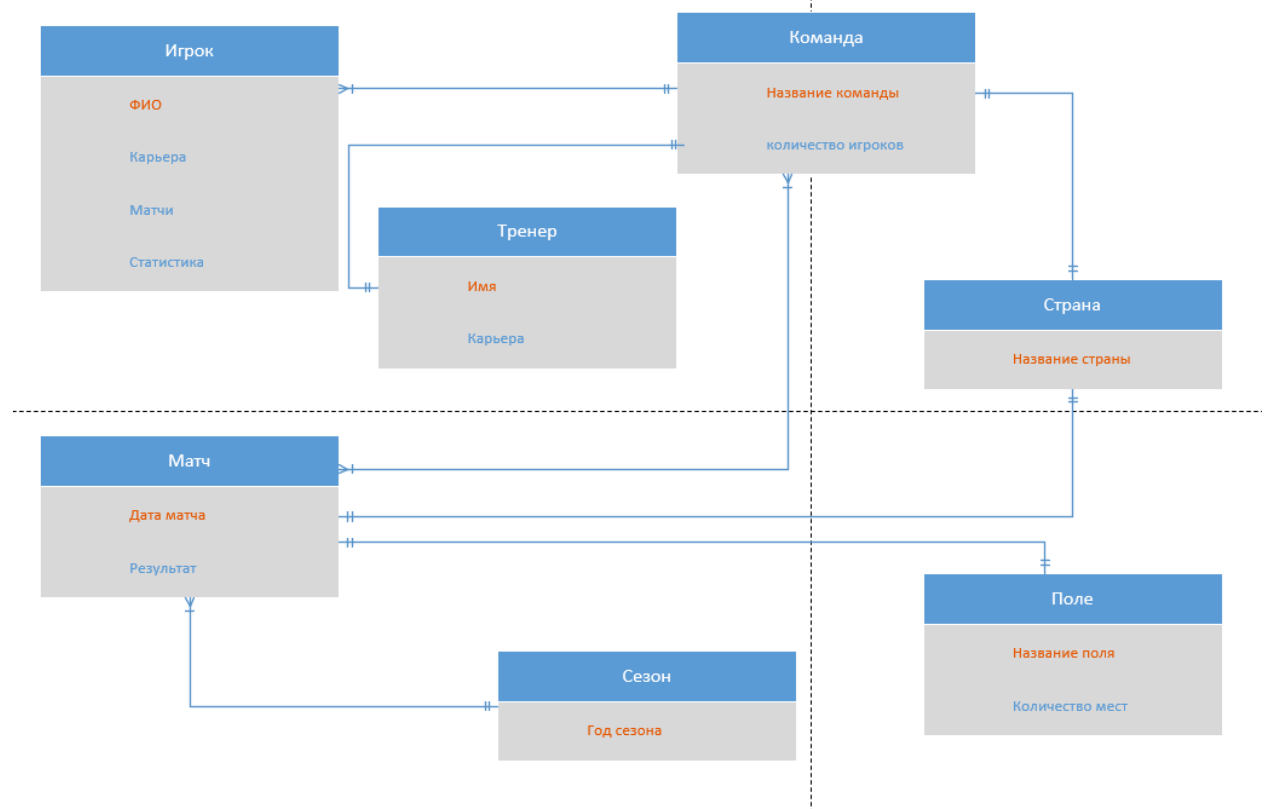 Игрок
ФИО
Карьера
Матчи
Статистика
Команда
Название команды
количество игроков
Тренер
Имя
Карьера
Страна
Название страны
Матч
Дата матча
Результат
Поле
Название поля
Количество мест
Сезон
Год сезона